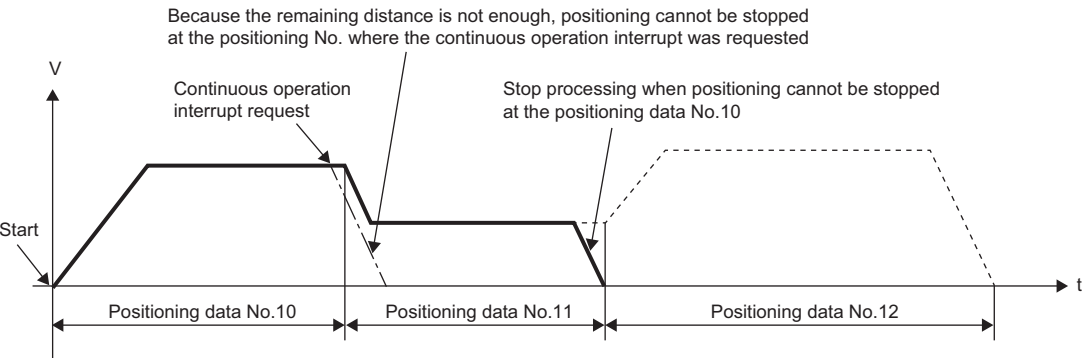 Because the remaining distance is not enough, positioning cannot be stopped
at the positioning No. where the continuous operation interrupt was requested
V
Continuous operation
interrupt request
Stop processing when positioning cannot be stopped
at the positioning data No.10
Start
t
Positioning data No.10
Positioning data No.11
Positioning data No.12